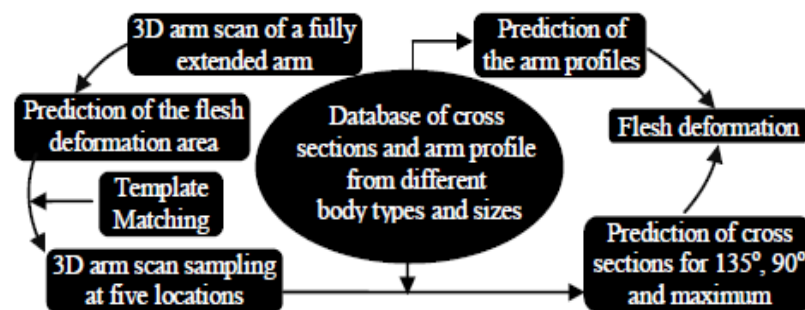 3D arm scan of a fully
extended arm
Prediction of
the arm profiles
Prediction of the flesh
deformation area
Database of cross
sections and arm profile
from different
body types and sizes
Flesh deformation
Template
Matching
3D arm scan sampling
at five locations
Prediction of cross
sections for 135º, 90º
and maximum